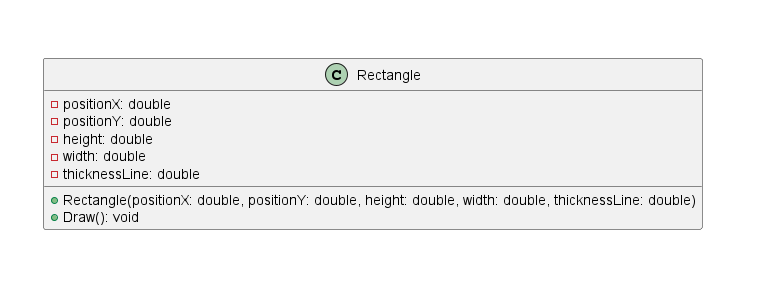 C Rectangle
positionX: double
positionY: double
height: double
width: double
thicknessLine: double
Rectangle(positionX: double, positionY: double, height: double, width: double, thicknessLine: double)
Draw(): void